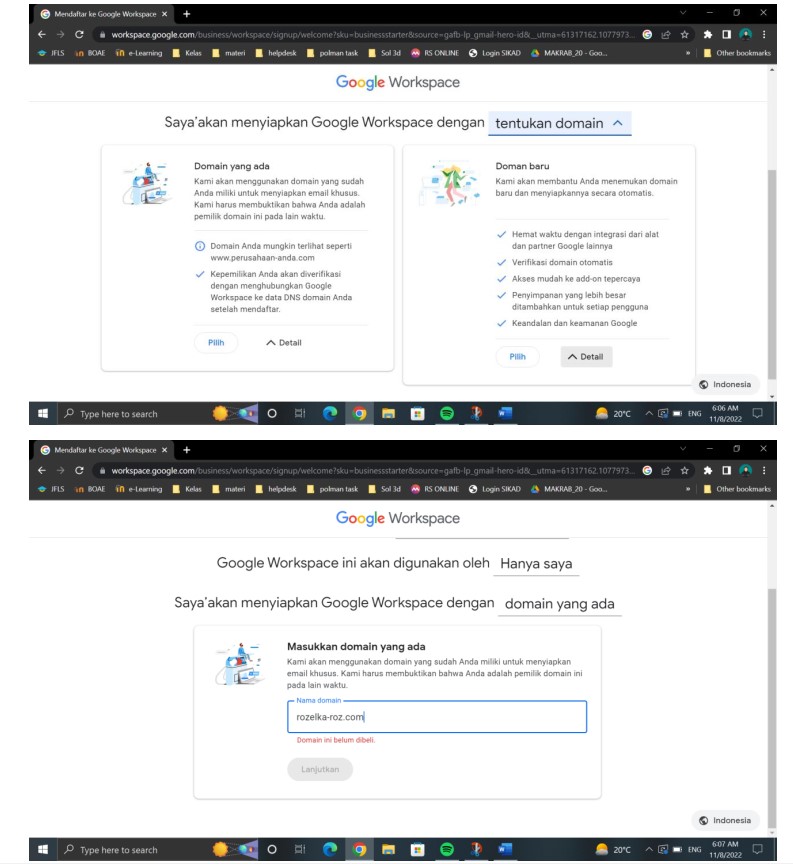 Mendaftar ke Google Workspace
workspace.google.com/business/workspace/signup/welcome?sku=businessstarter&source=gafb-lp_gmail-hero-id&_utma=61317162.1077973...
JFLS BOAE e-Learning Kelas materi helpdesk polman task Sol 3d RS ONLINE Login SIKAD MAKRAB_20 - Goo... » Other bookmarks
Google Workspace
Saya'akan menyiapkan Google Workspace dengan tentukan domain
Domain yang ada
Kami akan menggunakan domain yang sudah
Anda miliki untuk menyiapkan email khusus.
Kami harus membuktikan bahwa Anda adalah
pemilik domain ini pada lain waktu.
Domain Anda mungkin terlihat seperti
www.perusahaan-anda.com
Kepemilikan Anda akan diverifikasi
dengan menghubungkan Google
Workspace ke data DNS domain Anda
setelah mendaftar.
Pilih Detail
Doman baru
Kami akan membantu Anda menemukan domain
baru dan menyiapkannya secara otomatis.
Hemat waktu dengan integrasi dari alat
dan partner Google lainnya
Verifikasi domain otomatis
Akses mudah ke add-on tepercaya
Penyimpanan yang lebih besar
ditambahkan untuk setiap pengguna
Keandalan dan keamanan Google
Pilih Detail
Indonesia
Type here to search 20°C ENG 6:06 AM
11/8/2022
Mendaftar ke Google Workspace
workspace.google.com/business/workspace/signup/welcome?sku=businessstarter&source=gafb-lp_gmail-hero-id&_utma=61317162.1077973...
JFLS BOAE e-Learning Kelas materi helpdesk polman task Sol 3d RS ONLINE Login SIKAD MAKRAB_20 - Goo... » Other bookmarks
Google Workspace
Google Workspace ini akan digunakan oleh Hanya saya
Saya'akan menyiapkan Google Workspace dengan domain yang ada
Masukkan domain yang ada
Kami akan menggunakan domain yang sudah Anda miliki untuk menyiapkan
email khusus. Kami harus membuktikan bahwa Anda adalah pemilik domain ini
pada lain waktu.
Nama domain
rozelka-roz.com
Domain ini belum dibeli.
Lanjutkan
Indonesia
Type here to search 20°C ENG 6:07 AM
11/8/2022